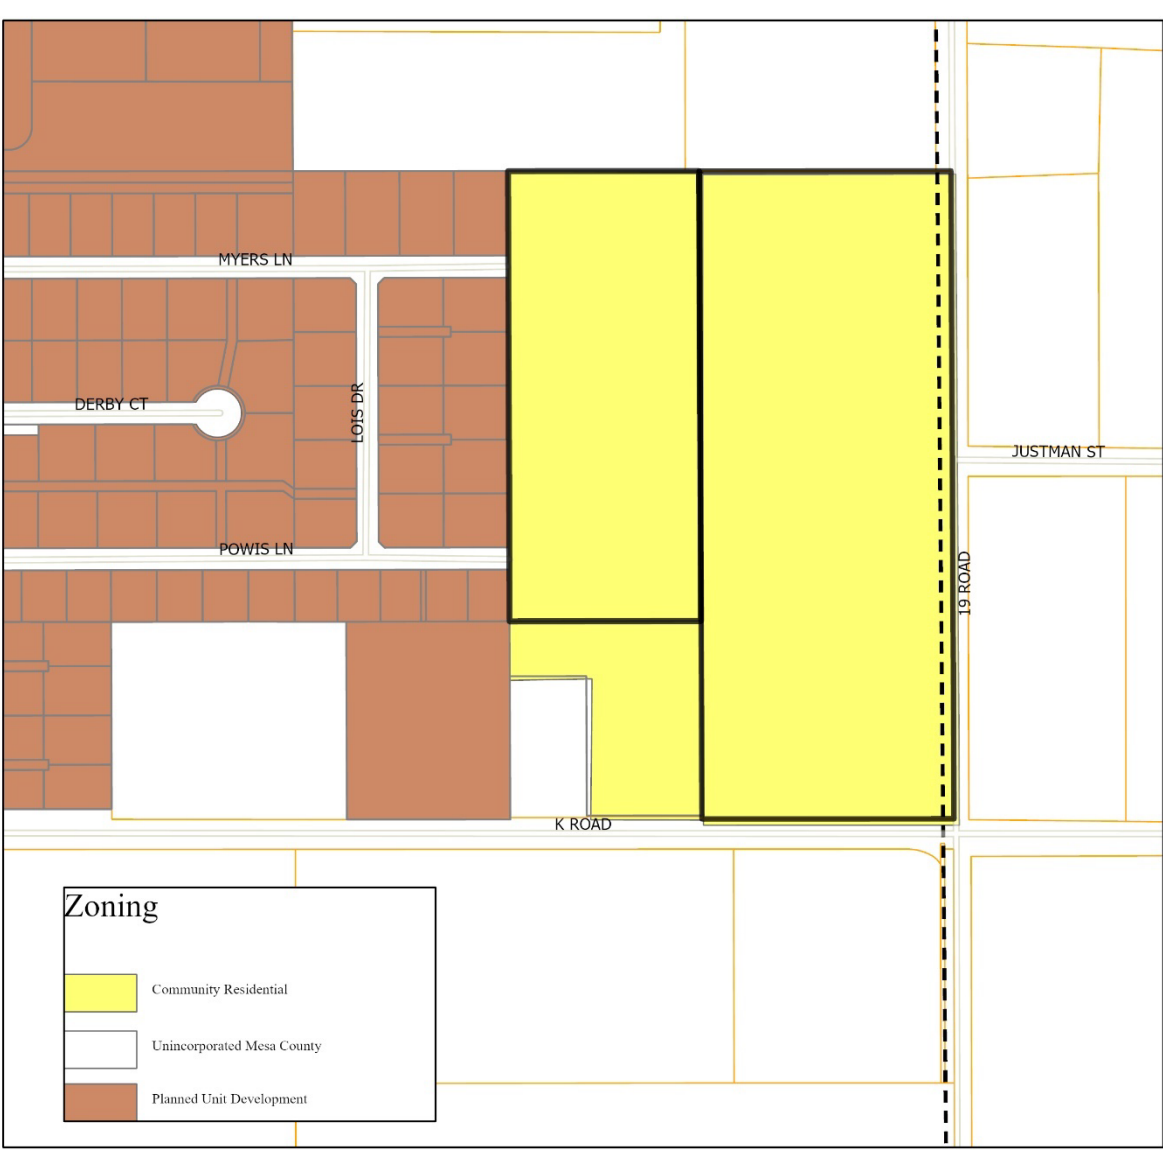 MYERS LN
DERBY CT
LOIS DR
JUSTMAN ST
POWIS LN
19 ROAD
K ROAD
Zoning
Community Residential
Unincorporated Mesa County
Planned Unit Development